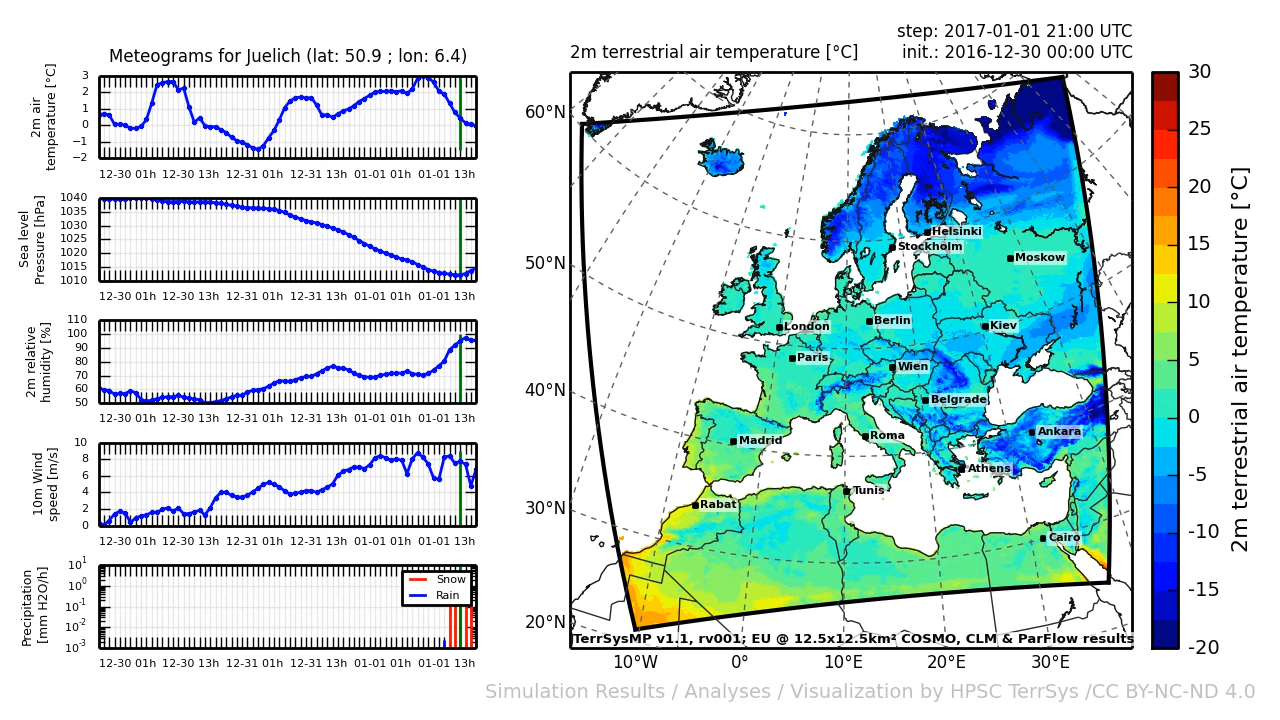 step: 2017-01-01 21:00 UTC
Meteograms for Juelich (lat: 50.9 ; lon: 6.4)
2m terrestrial air temperature [°C]
init.: 2016-12-30 00:00 UTC
2m air
temperature [°C]
3
2
1
0
−1
−2
12-30 01h 12-30 13h 12-31 01h 12-31 13h 01-01 01h 01-01 13h
Sea level
Pressure [hPa]
1040
1035
1030
1025
1020
1015
1010
12-30 01h 12-30 13h 12-31 01h 12-31 13h 01-01 01h 01-01 13h
2m relative
humidity [%]
110
100
90
80
70
60
50
12-30 01h 12-30 13h 12-31 01h 12-31 13h 01-01 01h 01-01 13h
10m Wind
speed [m/s]
10
8
6
4
2
0
12-30 01h 12-30 13h 12-31 01h 12-31 13h 01-01 01h 01-01 13h
Precipitation
[mm H2O/h]
10¹
10⁰
10⁻¹
10⁻²
10⁻³
Snow
Rain
12-30 01h 12-30 13h 12-31 01h 12-31 13h 01-01 01h 01-01 13h
60°N
50°N
40°N
30°N
20°N
Helsinki
Stockholm
Moskow
London
Berlin
Kiev
Paris
Wien
Belgrade
Madrid
Roma
Ankara
Athens
Tunis
Rabat
Cairo
TerrSysMP v1.1, rv001; EU @ 12.5x12.5km² COSMO, CLM & ParFlow results
10°W 0° 10°E 20°E 30°E
30
25
20
15
10
5
0
-5
-10
-15
-20
2m terrestrial air temperature [°C]
Simulation Results / Analyses / Visualization by HPSC TerrSys /CC BY-NC-ND 4.0